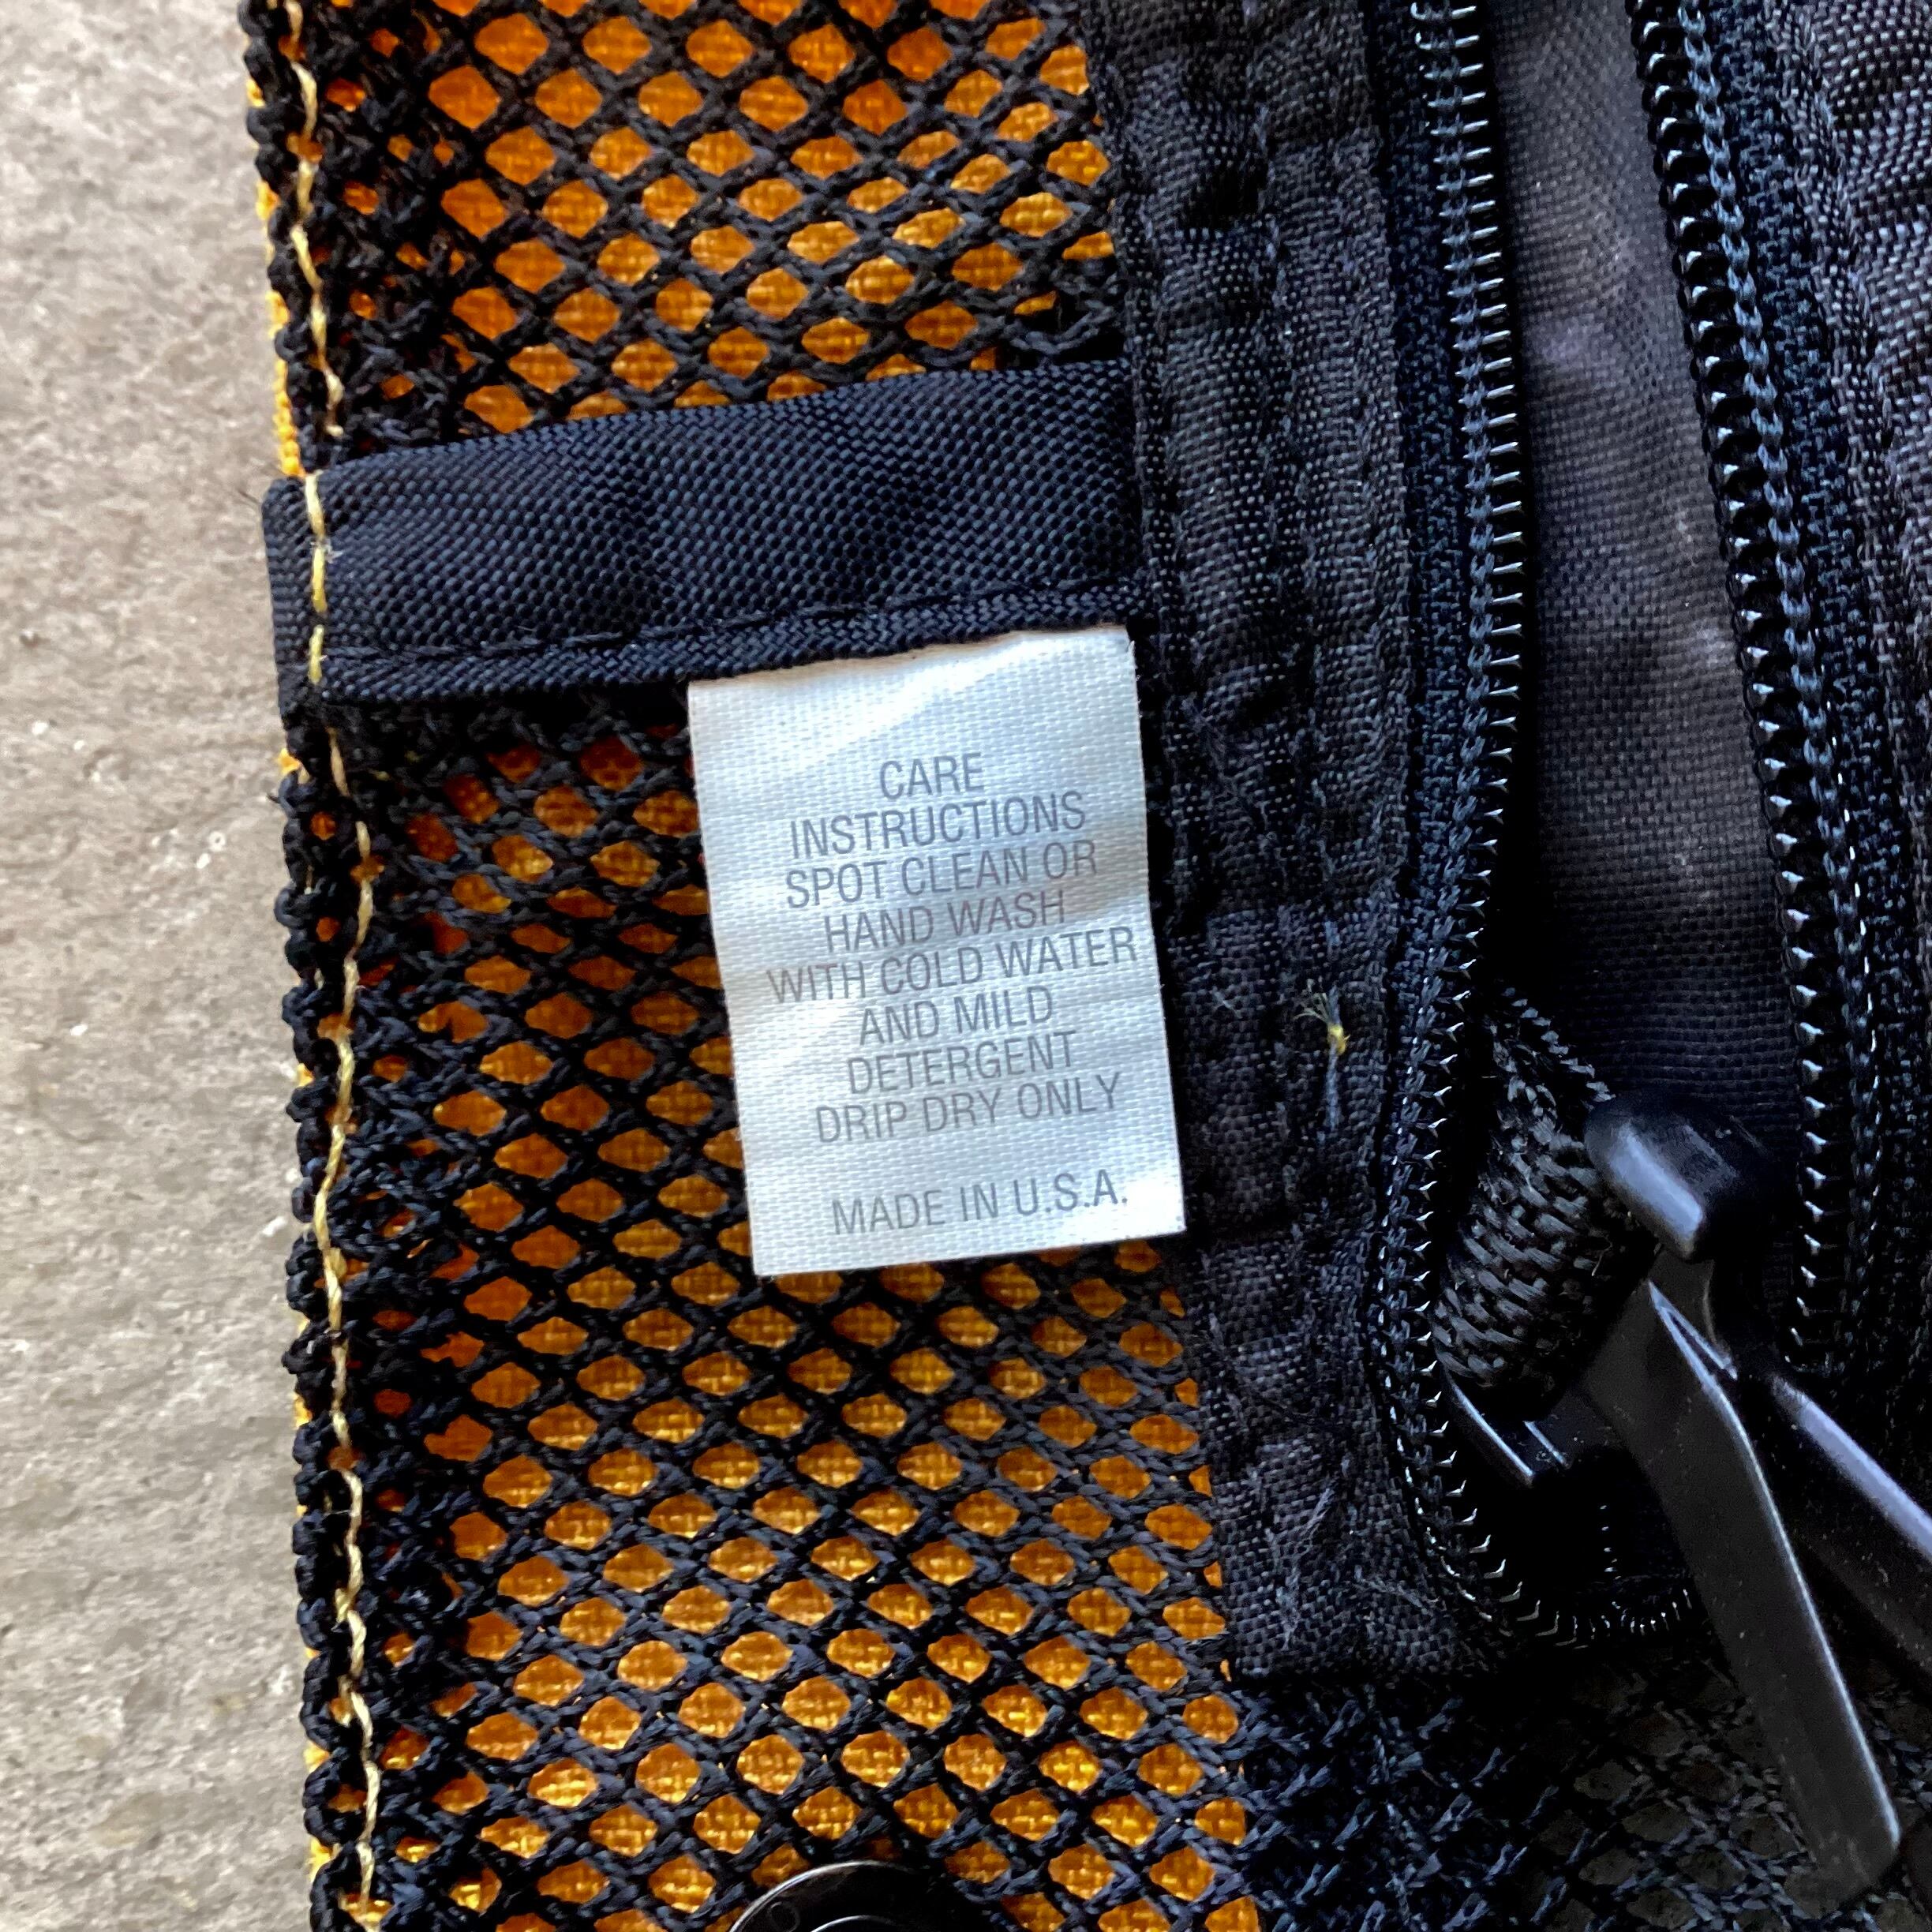 CARE
INSTRUCTIONS
SPOT CLEAN OR
HAND WASH
WITH COLD WATER
AND MILD
DETERGENT
DRIP DRY ONLY
MADE IN U.S.A.